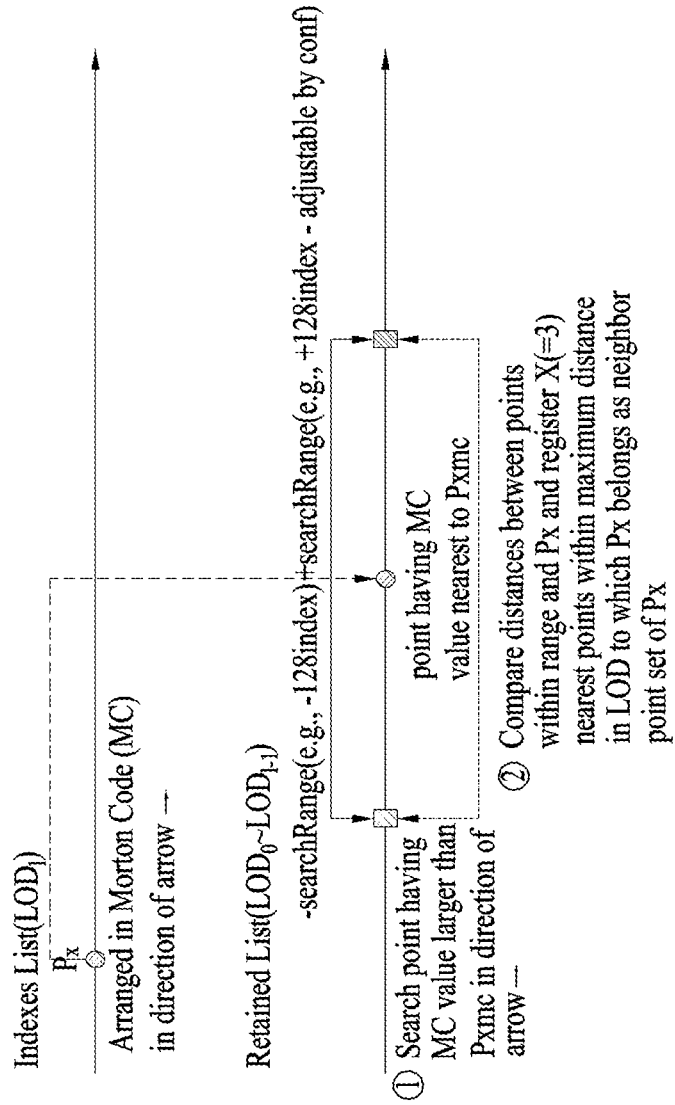 Indexes List(LOD_l)
P_x
Arranged in Morton Code (MC)
in direction of arrow —
Retained List(LOD_0~LOD_l-1)
-searchRange(e.g., -128index)+searchRange(e.g., +128index - adjustable by conf)
point having MC
value nearest to Pxmc
① Search point having
MC value larger than
Pxmc in direction of
arrow —
② Compare distances between points
within range and Px and register X(=3)
nearest points within maximum distance
in LOD to which Px belongs as neighbor
point set of Px